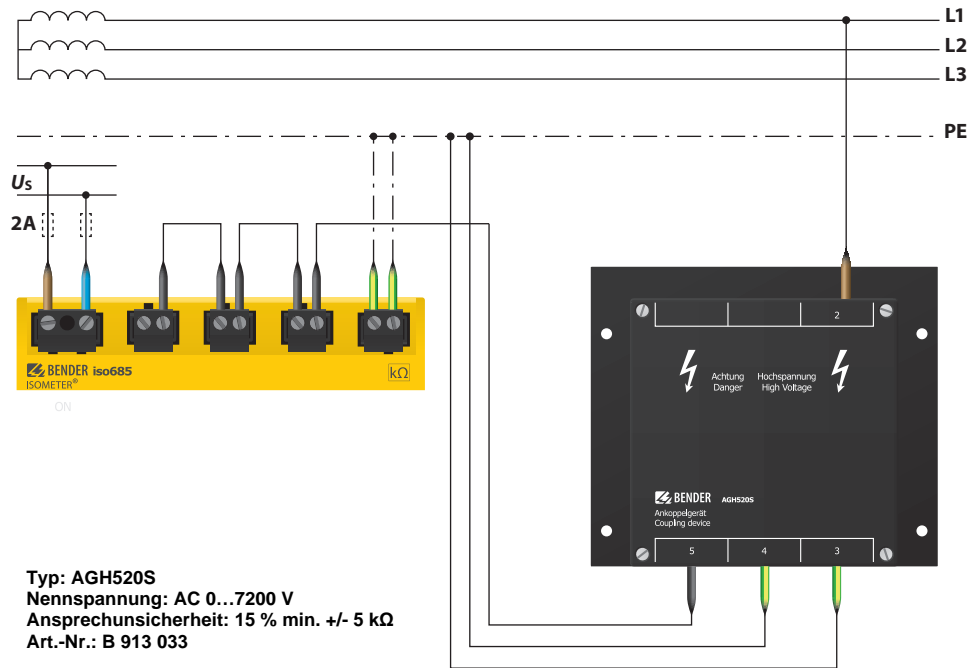 L1
L2
L3
PE
Us
2A
BENDER iso685
ISOMETER®
kΩ
ON
2
Achtung Hochspannung
Danger High Voltage
BENDER AGH520S
Ankoppelgerät
Coupling device
5 4 3
Typ: AGH520S
Nennspannung: AC 0…7200 V
Ansprechunsicherheit: 15 % min. +/- 5 kΩ
Art.-Nr.: B 913 033